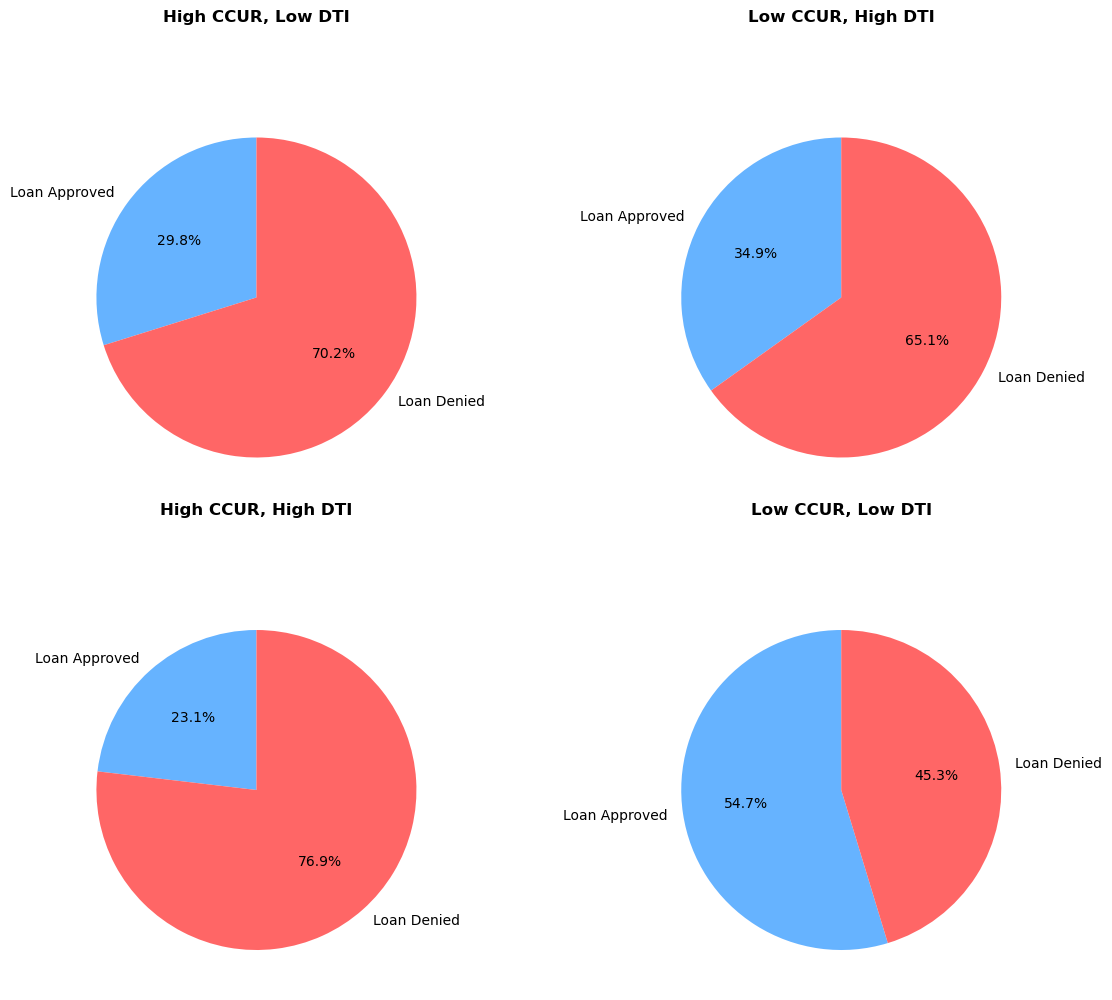 High CCUR, Low DTI
Loan Approved
29.8%
70.2%
Loan Denied
Low CCUR, High DTI
Loan Approved
34.9%
65.1%
Loan Denied
High CCUR, High DTI
Loan Approved
23.1%
76.9%
Loan Denied
Low CCUR, Low DTI
Loan Approved
54.7%
45.3%
Loan Denied